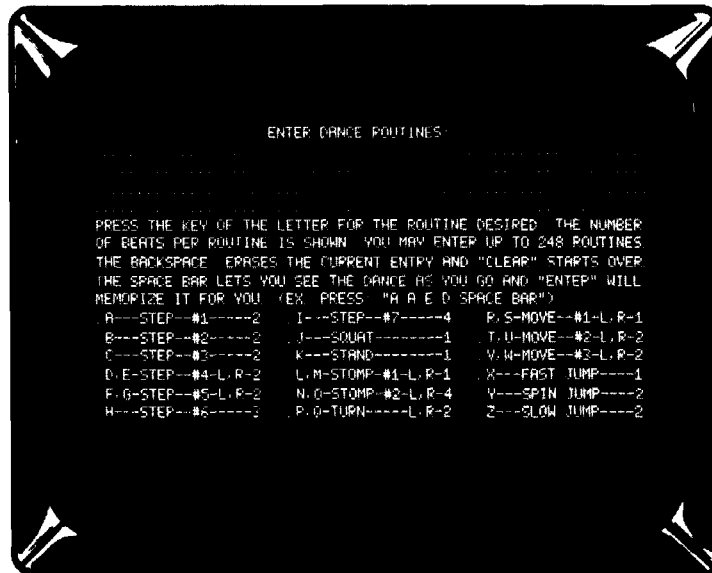 ENTER DANCE ROUTINES:
PRESS THE KEY OF THE LETTER FOR THE ROUTINE DESIRED. THE NUMBER
OF BEATS PER ROUTINE IS SHOWN. YOU MAY ENTER UP TO 248 ROUTINES
THE BACKSPACE ERASES THE CURRENT ENTRY AND "CLEAR" STARTS OVER
THE SPACE BAR LETS YOU SEE THE DANCE AS YOU GO AND "ENTER" WILL
MEMORIZE IT FOR YOU. (EX. PRESS "A A E D SPACE BAR")
A---STEP--#1-----2 I---STEP--#7-----4 R,S-MOVE--#1-L,R-1
B---STEP--#2-----2 J---SQUAT--------1 T,U-MOVE--#2-L,R-2
C---STEP--#3-----2 K---STAND--------1 V,W-MOVE--#3-L,R-2
D,E-STEP--#4-L,R-2 L,M-STOMP-#1-L,R-1 X---FAST JUMP----1
F,G-STEP--#5-L,R-2 N,O-STOMP-#2-L,R-4 Y---SPIN JUMP----2
H---STEP--#6-----3 P,Q-TURN-----L,R-2 Z---SLOW JUMP----2